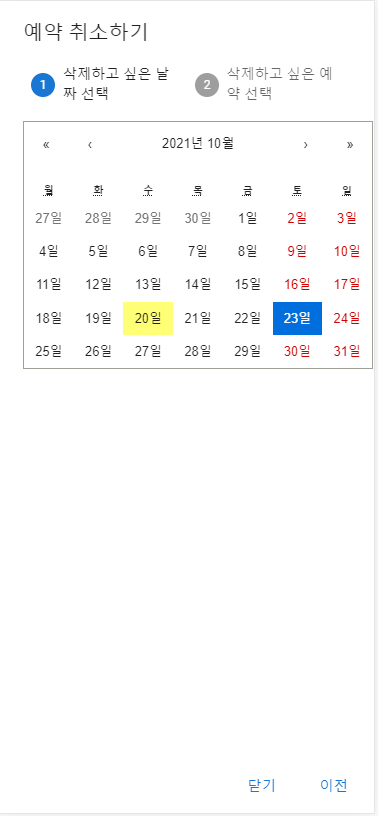 예약 취소하기
1 삭제하고 싶은 날
짜 선택
2 삭제하고 싶은 예
약 선택
« ‹ 2021년 10월 › »
월 화 수 목 금 토 일
27일 28일 29일 30일 1일 2일 3일
4일 5일 6일 7일 8일 9일 10일
11일 12일 13일 14일 15일 16일 17일
18일 19일 20일 21일 22일 23일 24일
25일 26일 27일 28일 29일 30일 31일
닫기 이전